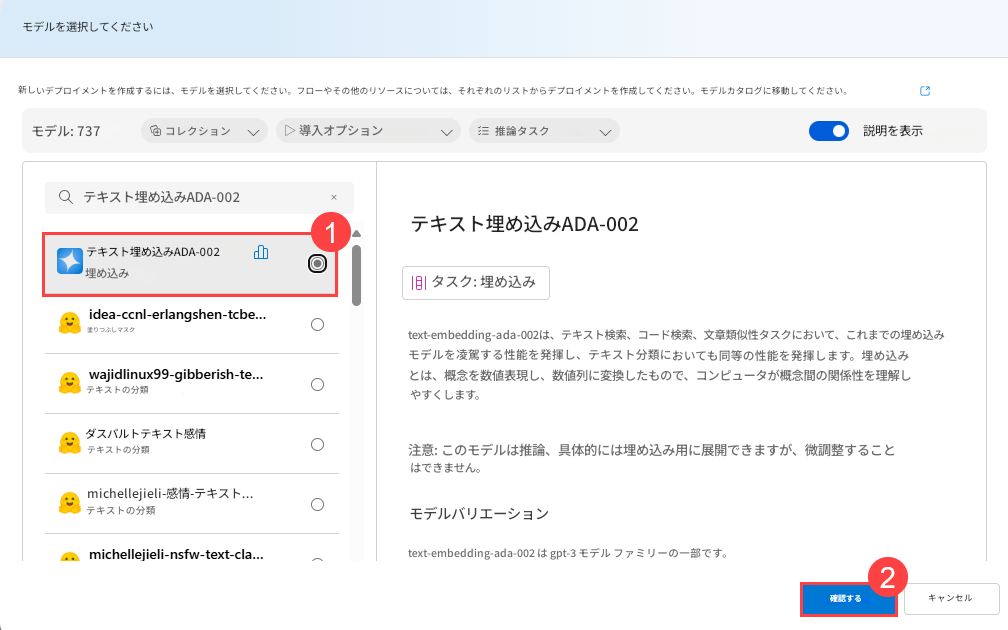 モデルを選択してください
新しいデプロイメントを作成するには、モデルを選択してください。フローやその他のリソースについては、それぞれのリストからデプロイメントを作成してください。モデルカタログに移動してください。
モデル: 737
コレクション
導入オプション
推論タスク
説明を表示
テキスト埋め込みADA-002
×
1
テキスト埋め込みADA-002
埋め込み
idea-ccnl-erlangshen-tcbe...
塗りつぶしマスク
wajidlinux99-gibberish-te...
テキストの分類
ダスバルトテキスト感情
テキストの分類
michellejieli-感情-テキスト...
テキストの分類
michellejieli-nsfw-text-cla...
テキスト埋め込みADA-002
タスク: 埋め込み
text-embedding-ada-002は、テキスト検索、コード検索、文章類似性タスクにおいて、これまでの埋め込み
モデルを凌駕する性能を発揮し、テキスト分類においても同等の性能を発揮します。埋め込み
とは、概念を数値表現し、数値列に変換したもので、コンピュータが概念間の関係性を理解し
やすくします。
注意: このモデルは推論、具体的には埋め込み用に展開できますが、微調整すること
はできません。
モデルバリエーション
text-embedding-ada-002 は gpt-3 モデル ファミリーの一部です。
2
確認する
キャンセル